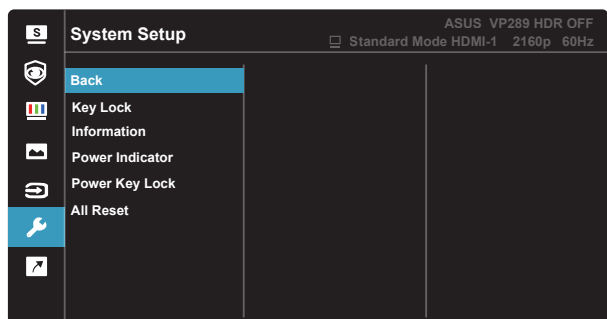 S
System Setup
ASUS VP289 HDR OFF
Standard Mode HDMI-1 2160p 60Hz
Back
Key Lock
Information
Power Indicator
Power Key Lock
All Reset